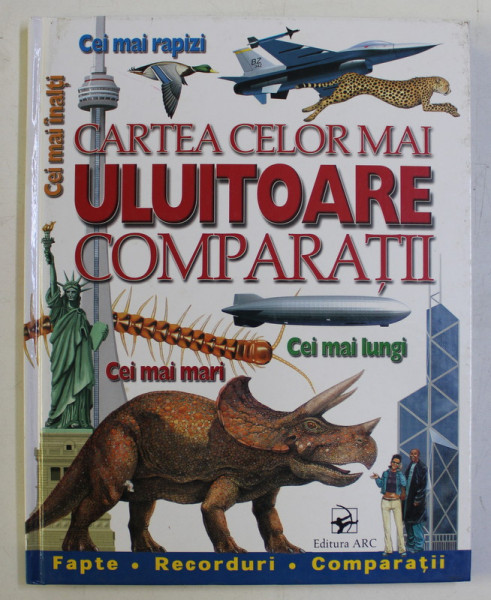 Cei mai rapizi
Cei mai înalți
CARTEA CELOR MAI
ULUITOARE
COMPARAȚII
Cei mai lungi
Cei mai mari
Editura ARC
Fapte • Recorduri • Comparații